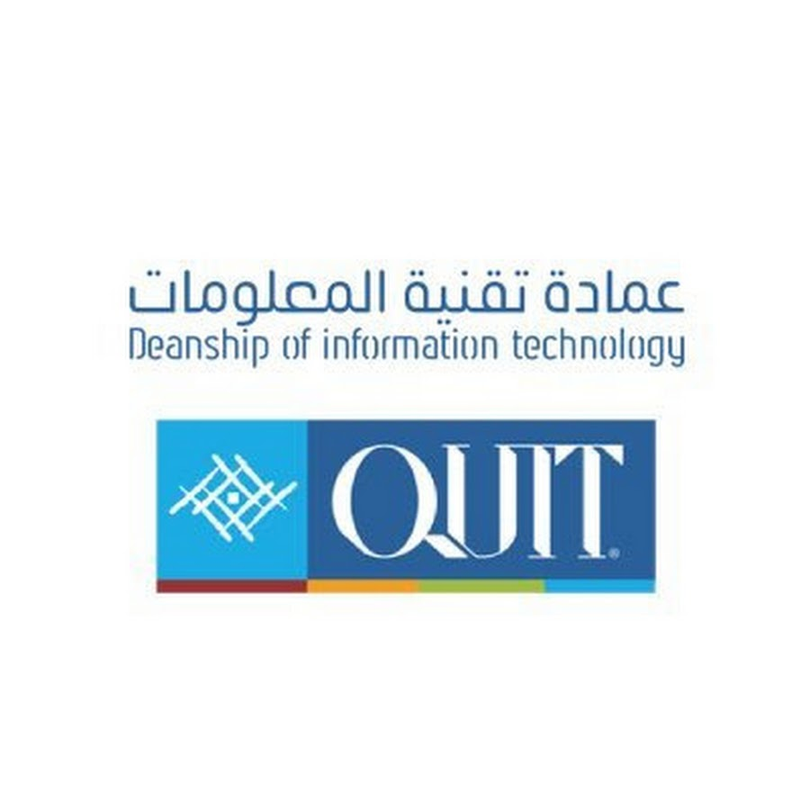 عمادة تقنية المعلومات
Deanship of information technology
QUIT®